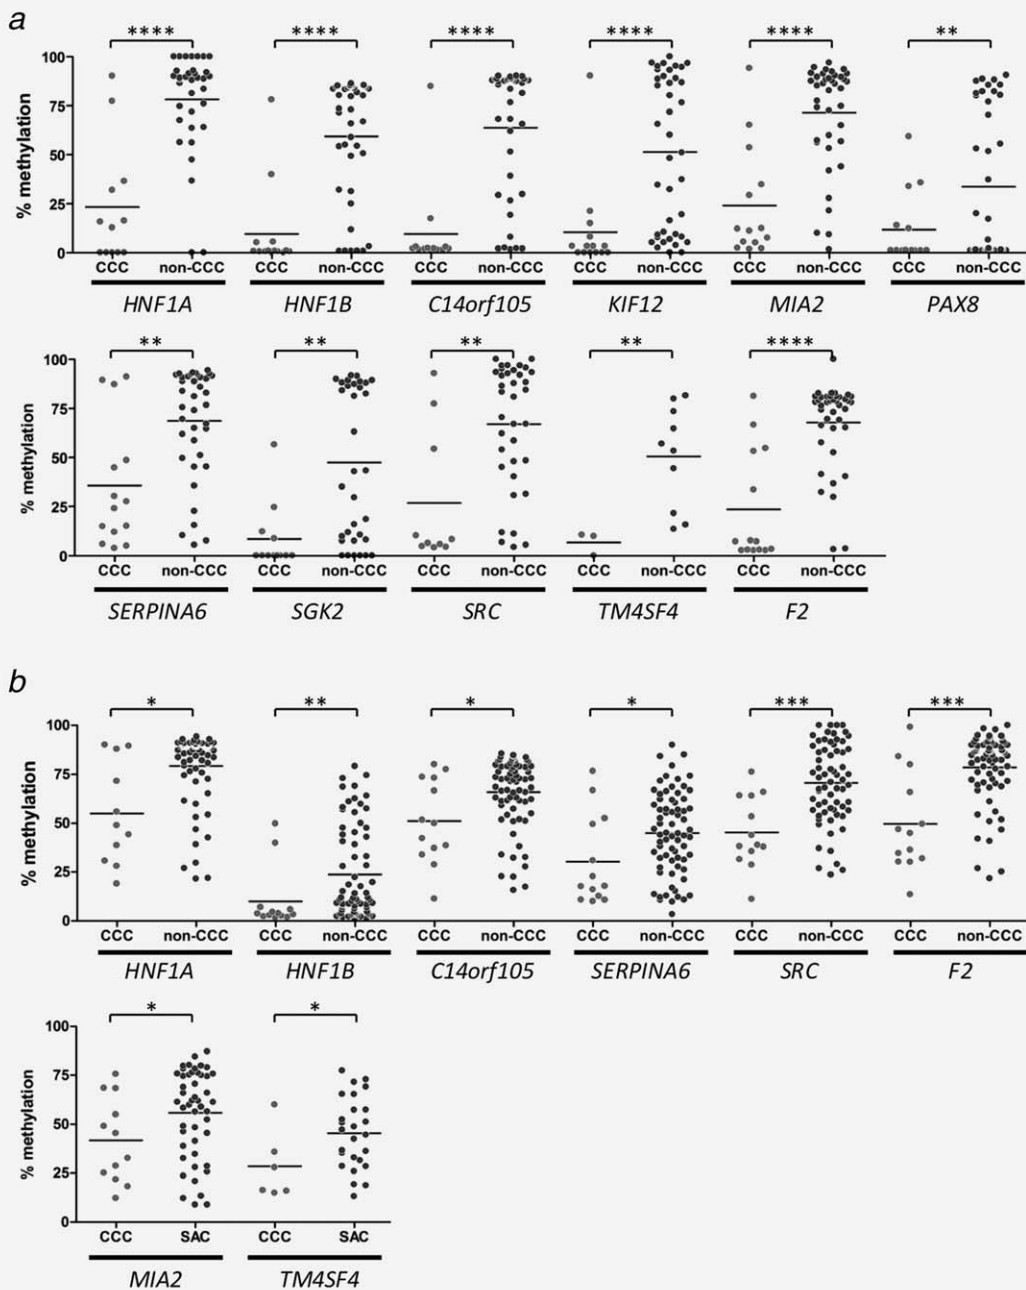 a
**** **** **** **** **** **
100
75
50
25
0
% methylation
CCC non-CCC CCC non-CCC CCC non-CCC CCC non-CCC CCC non-CCC CCC non-CCC
HNF1A HNF1B C14orf105 KIF12 MIA2 PAX8
** ** ** ** ****
100
75
50
25
0
% methylation
CCC non-CCC CCC non-CCC CCC non-CCC CCC non-CCC CCC non-CCC
SERPINA6 SGK2 SRC TM4SF4 F2
b
* ** * * *** ***
100
75
50
25
0
% methylation
CCC non-CCC CCC non-CCC CCC non-CCC CCC non-CCC CCC non-CCC CCC non-CCC
HNF1A HNF1B C14orf105 SERPINA6 SRC F2
* *
100
75
50
25
0
% methylation
CCC SAC CCC SAC
MIA2 TM4SF4